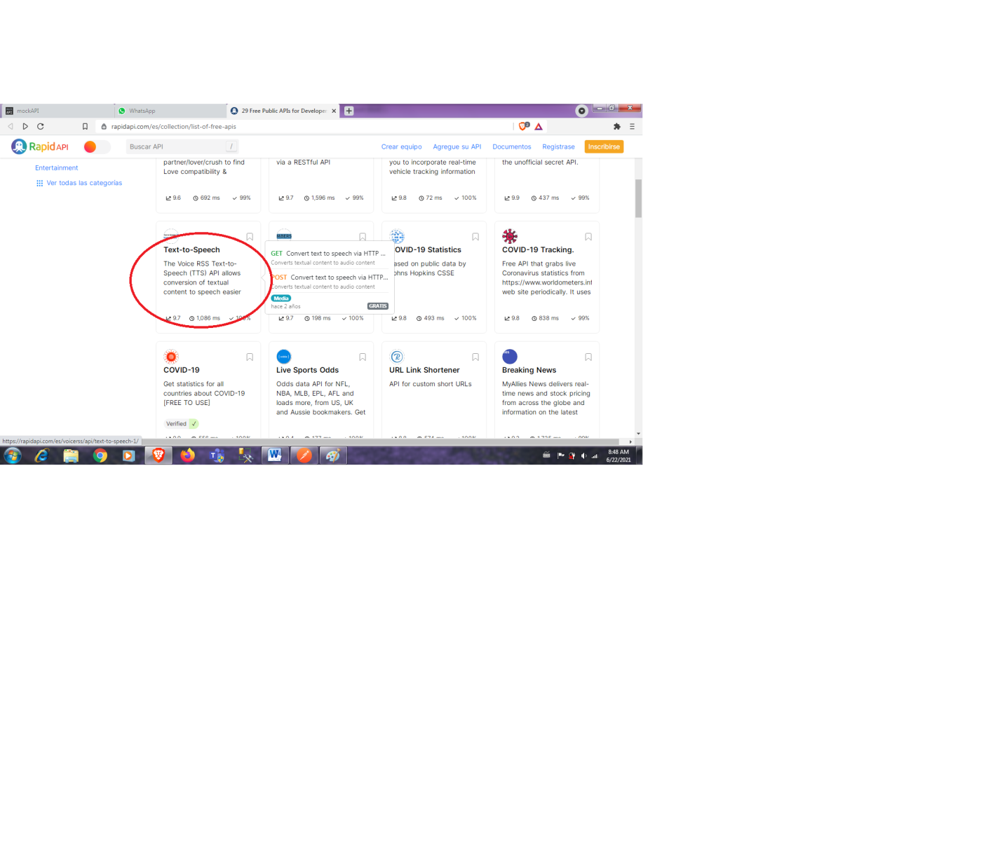 mockAPI
WhatsApp
29 Free Public APIs for Developer
rapidapi.com/es/collection/list-of-free-apis
2
Rapid API
Buscar API
/
Crear equipo
Agregue su API
Documentos
Registrase
Inscribirse
Entertainment
Ver todas las categorías
partner/lover/crush to find
Love compatibility &
9.6 692 ms 99%
via a RESTful API
9.7 1,596 ms 99%
you to incorporate real-time
vehicle tracking information
9.8 72 ms 100%
the unofficial secret API.
9.9 437 ms 99%
Text-to-Speech
The Voice RSS Text-to-
Speech (TTS) API allows
conversion of textual
content to speech easier
9.7 1,086 ms 100%
GET Convert text to speech via HTTP ...
Converts textual content to audio content
POST Convert text to speech via HTTP...
Converts textual content to audio content
Media
hace 2 años
GRATIS
9.7 198 ms 100%
OVID-19 Statistics
ased on public data by
ohns Hopkins CSSE
9.8 493 ms 100%
COVID-19 Tracking.
Free API that grabs live
Coronavirus statistics from
https://www.worldometers.inf
web site periodically. It uses
9.8 838 ms 99%
COVID-19
Get statistics for all
countries about COVID-19
[FREE TO USE]
Verified
Live Sports Odds
Odds data API for NFL,
NBA, MLB, EPL, AFL and
loads more, from US, UK
and Aussie bookmakers. Get
URL Link Shortener
API for custom short URLs
Breaking News
MyAllies News delivers real-
time news and stock pricing
from across the globe and
information on the latest
https://rapidapi.com/es/voicerss/api/text-to-speech-1/
8:48 AM
6/22/2021